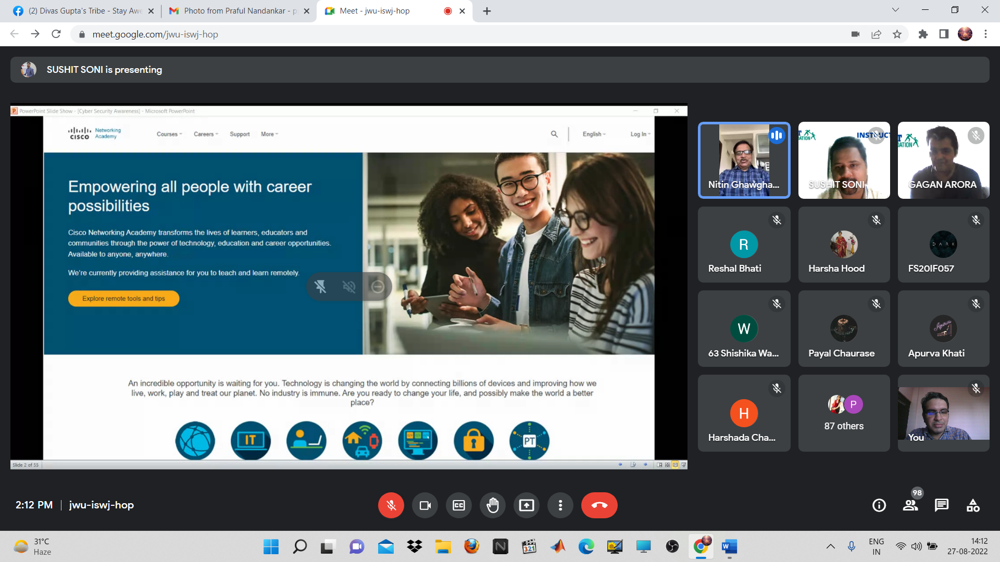 (2) Divas Gupta's Tribe - Stay Awe
Photo from Praful Nandankar - p
Meet - jwu-iswj-hop
meet.google.com/jwu-iswj-hop
SUSHIT SONI is presenting
PowerPoint Slide Show - [Cyber Security Awareness] - Microsoft PowerPoint
CISCO
Networking
Academy
Courses
Careers
Support
More
English
Log In
Empowering all people with career
possibilities
Cisco Networking Academy transforms the lives of learners, educators and
communities through the power of technology, education and career opportunities.
Available to anyone, anywhere.
We're currently providing assistance for you to teach and learn remotely.
Explore remote tools and tips
An incredible opportunity is waiting for you. Technology is changing the world by connecting billions of devices and improving how we
live, work, play and treat our planet. No industry is immune. Are you ready to change your life, and possibly make the world a better
place?
IT
PT
Slide 2 of 55
Nitin Ghawgha...
SUSHIT SONI
GAGAN ARORA
R
Reshal Bhati
Harsha Hood
DARK
FS20IF057
W
63 Shishika Wa...
Payal Chaurase
Apurva Khati
H
Harshada Cha...
P
87 others
You
2:12 PM
jwu-iswj-hop
CC
98
31°C
Haze
321
N
W
ENG
IN
14:12
27-08-2022